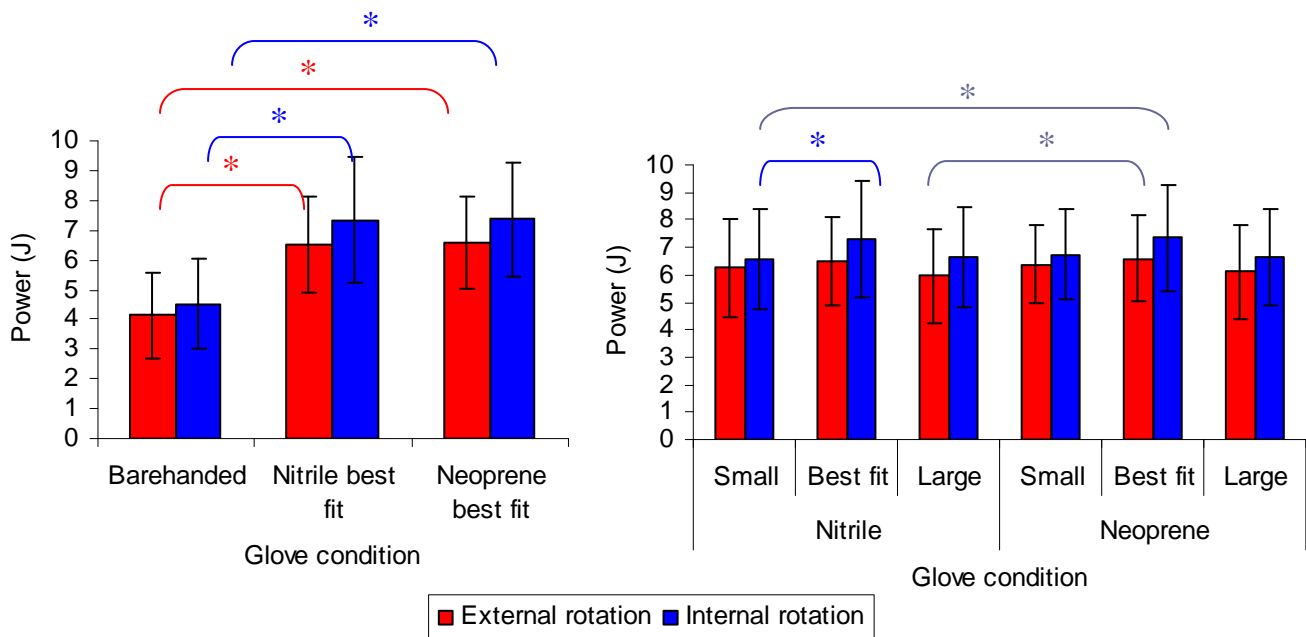 *
*
*
*
Power (J)
10
9
8
7
6
5
4
3
2
1
0
Barehanded
Nitrile best
fit
Neoprene
best fit
Glove condition
*
*
*
Power (J)
10
9
8
7
6
5
4
3
2
1
0
Small
Best fit
Large
Small
Best fit
Large
Nitrile
Neoprene
Glove condition
External rotation
Internal rotation